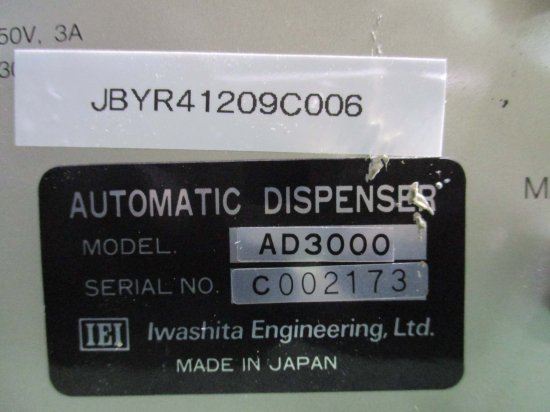 50V, 3A
JBYR41209C006
AUTOMATIC DISPENSER
MODEL. AD3000
SERIAL NO. C002173
IEI Iwashita Engineering, Ltd.
MADE IN JAPAN